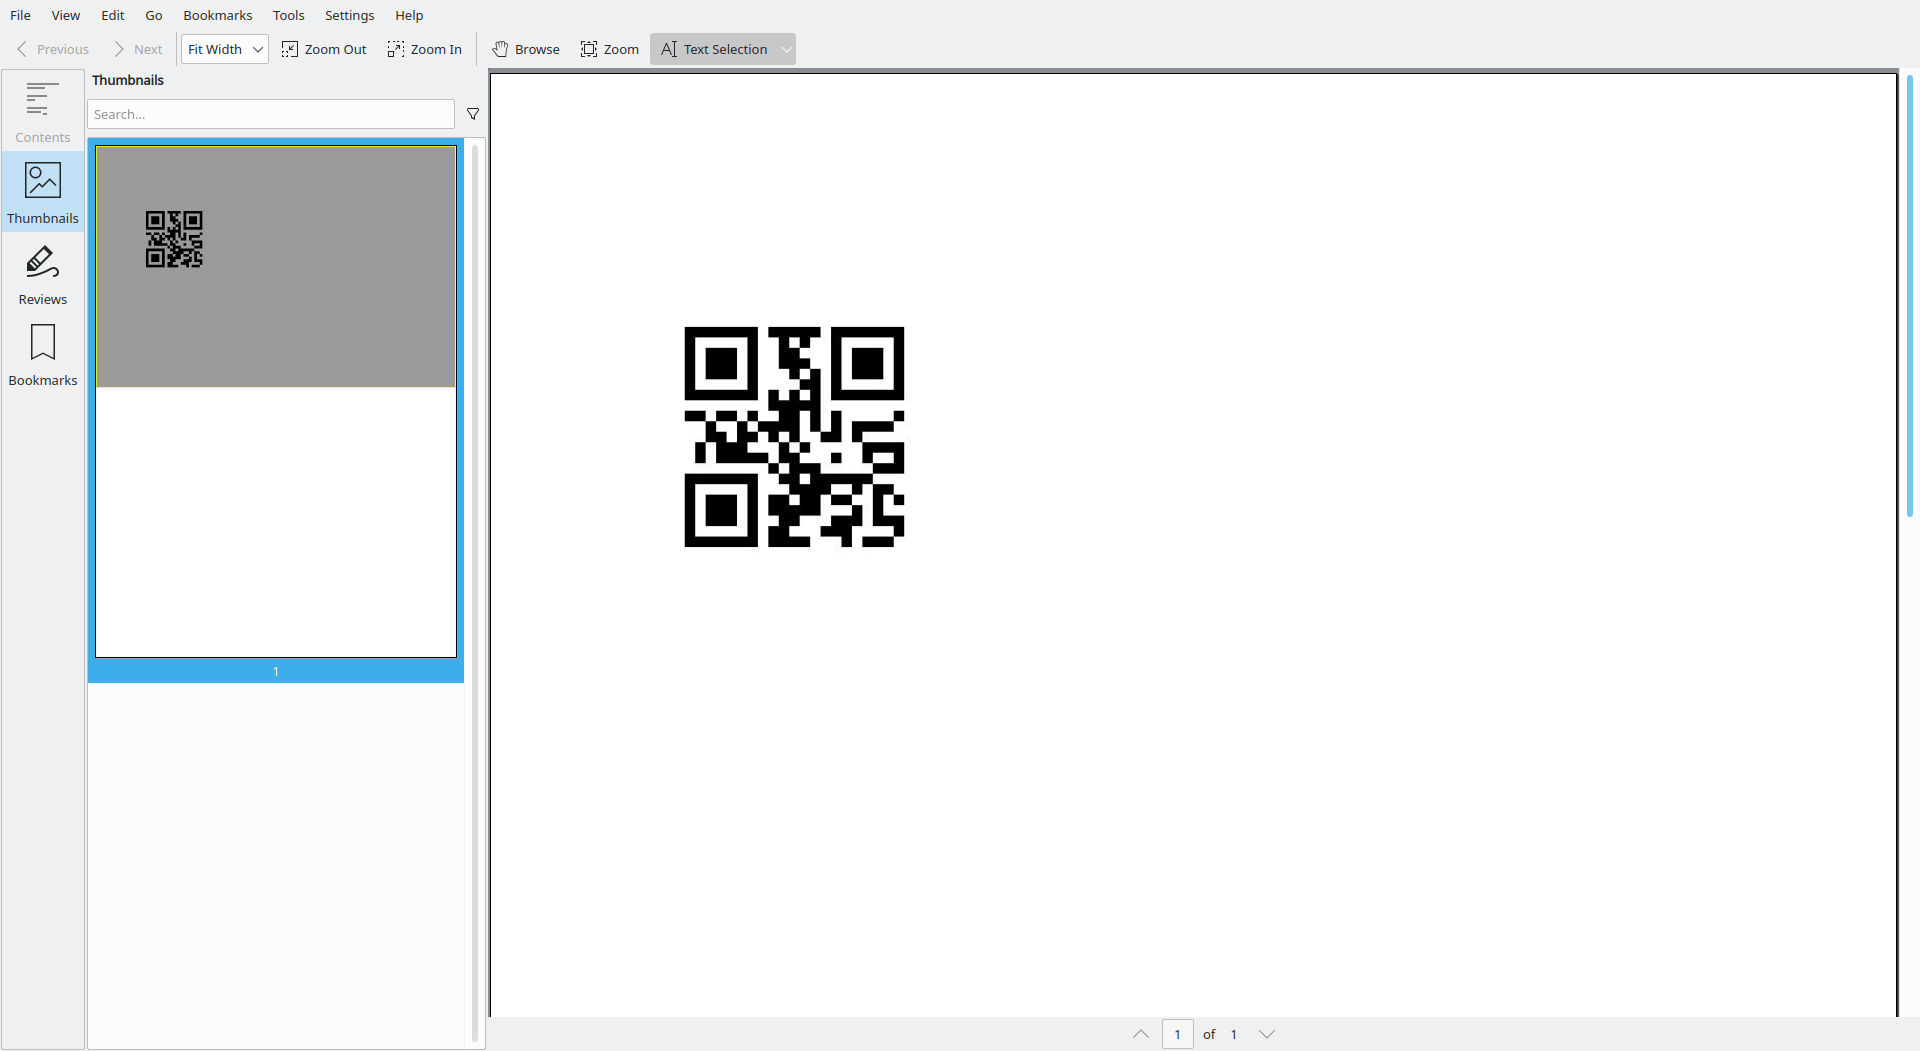 File View Edit Go Bookmarks Tools Settings Help
Previous Next Fit Width Zoom Out Zoom In Browse Zoom Text Selection
Contents
Thumbnails
Reviews
Bookmarks
Thumbnails
Search...
1
1 of 1